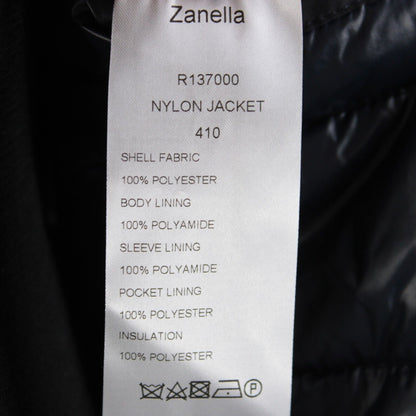 Zanella
R137000
NYLON JACKET
410
SHELL FABRIC
100% POLYESTER
BODY LINING
100% POLYAMIDE
SLEEVE LINING
100% POLYAMIDE
POCKET LINING
100% POLYESTER
INSULATION
100% POLYESTER
P